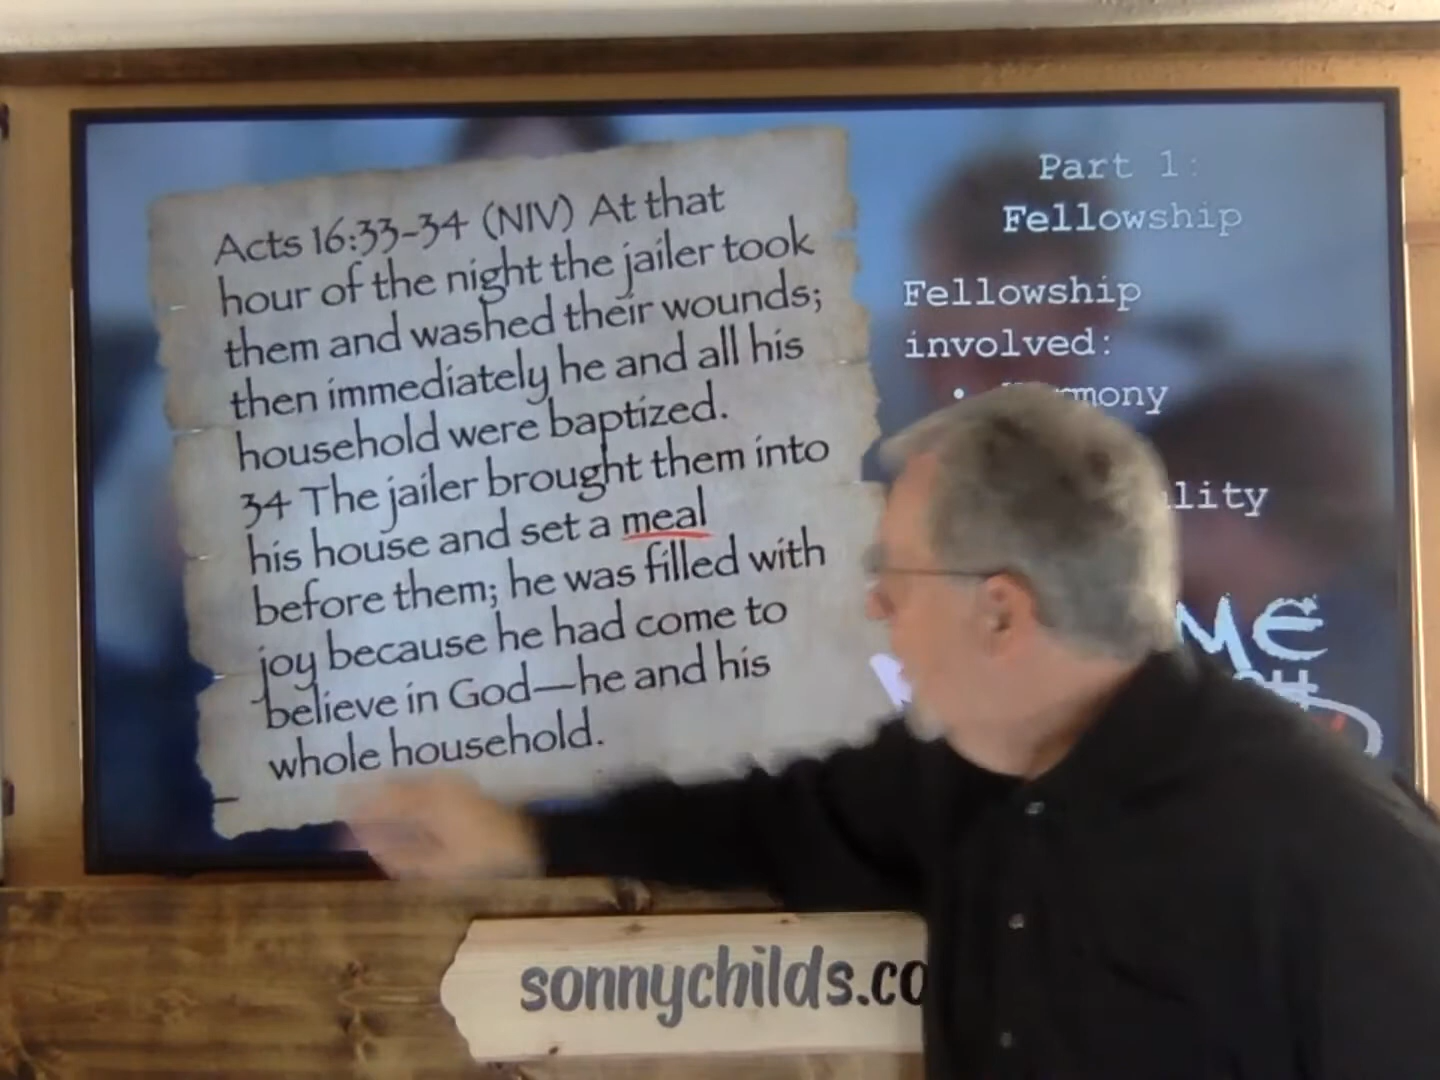 Acts 16:33-34 (NIV) At that
hour of the night the jailer took
them and washed their wounds;
then immediately he and all his
household were baptized.
34 The jailer brought them into
his house and set a meal
before them; he was filled with
joy because he had come to
believe in God—he and his
whole household.
Part 1:
Fellowship
Fellowship
involved:
sonnychilds.co